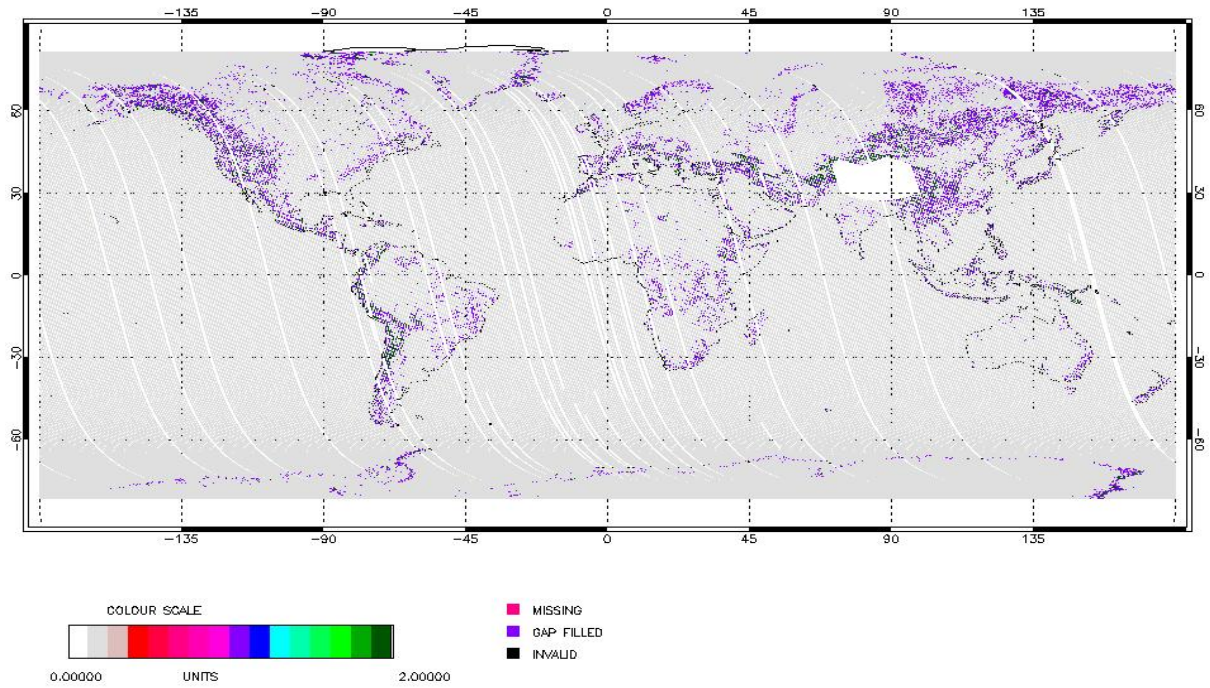 -135 -90 -45 0 45 90 135
60 60
30 30
0 0
-30 -30
-60 -60
-135 -90 -45 0 45 90 135
COLOUR SCALE
MISSING
GAP FILLED
INVALID
0.00000 UNITS 2.00000